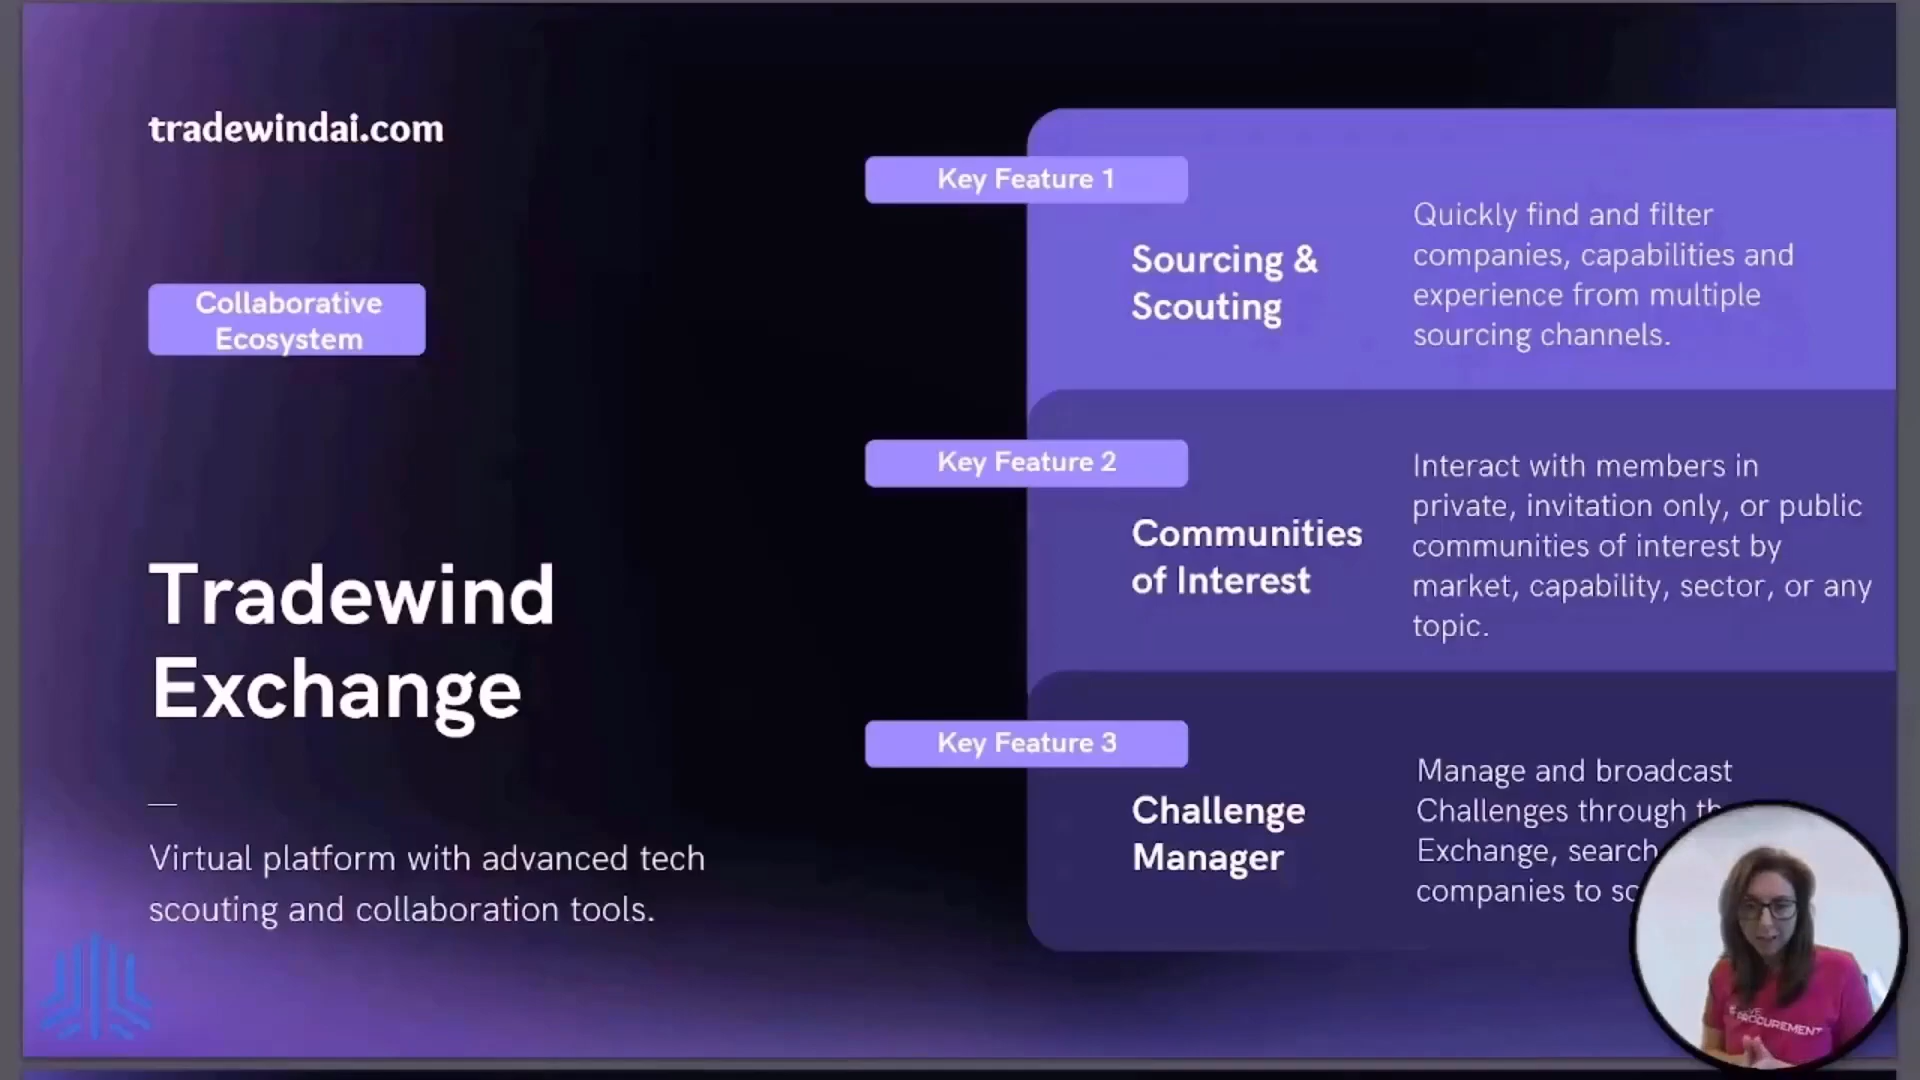 tradewindai.com
Collaborative
Ecosystem
Tradewind
Exchange
Virtual platform with advanced tech
scouting and collaboration tools.
Key Feature 1
Sourcing &
Scouting
Quickly find and filter
companies, capabilities and
experience from multiple
sourcing channels.
Key Feature 2
Communities
of Interest
Interact with members in
private, invitation only, or public
communities of interest by
market, capability, sector, or any
topic.
Key Feature 3
Challenge
Manager
Manage and broadcast
Challenges through
Exchange, search
companies to
PROCUREMENT